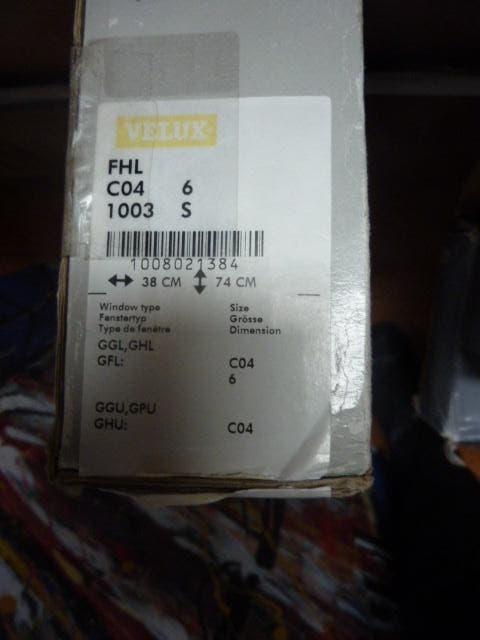 VELUX
FHL
C04 6
1003 S
1008021384
38 CM 74 CM
Window type Size
Fenstertyp Grösse
Type de fenêtre Dimension
GGL,GHL
GFL: C04
6
GGU,GPU
GHU: C04